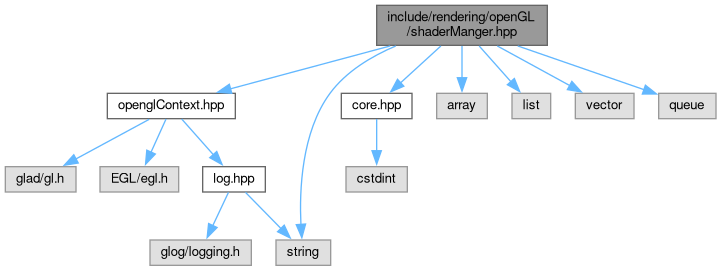 include/rendering/openGL
/shaderManger.hpp
openglContext.hpp
core.hpp
array
list
vector
queue
glad/gl.h
EGL/egl.h
log.hpp
cstdint
glog/logging.h
string